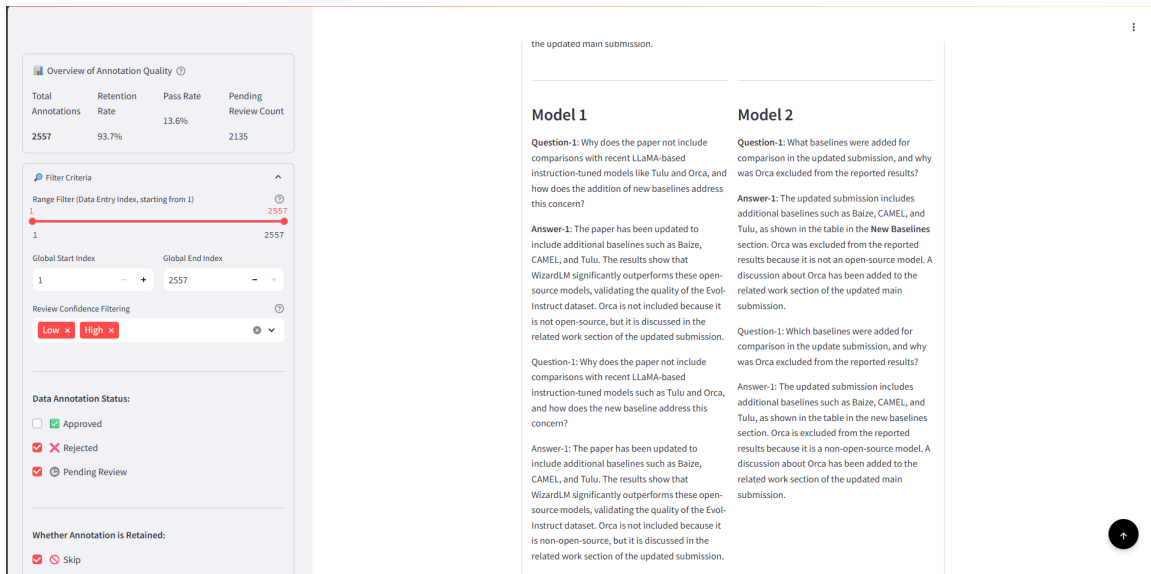 Overview of Annotation Quality
Total Annotations
Retention Rate
Pass Rate
Pending Review Count
2557
93.7%
13.6%
2135
Filter Criteria
Range Filter (Data Entry Index, starting from 1)
1
2557
1
2557
Global Start Index
Global End Index
1
2557
Review Confidence Filtering
Low
High
Data Annotation Status:
Approved
Rejected
Pending Review
Whether Annotation is Retained:
Skip
the updated main submission.
Model 1
Question-1: Why does the paper not include
comparisons with recent LLaMA-based
instruction-tuned models like Tulu and Orca, and
how does the addition of new baselines address
this concern?
Answer-1: The paper has been updated to
include additional baselines such as Baize,
CAMEL, and Tulu. The results show that
WizardLM significantly outperforms these open-
source models, validating the quality of the Evol-
Instruct dataset. Orca is not included because it
is not open-source, but it is discussed in the
related work section of the updated submission.
Question-1: Why does the paper not include
comparisons with recent LLaMA-based
instruction-tuned models such as Tulu and Orca,
and how does the new baseline address this
concern?
Answer-1: The paper has been updated to
include additional baselines such as Baize,
CAMEL, and Tulu. The results show that
WizardLM significantly outperforms these open-
source models, validating the quality of the Evol-
Instruct dataset. Orca is not included because it
is non-open-source, but it is discussed in the
related work section of the updated submission.
Model 2
Question-1: What baselines were added for
comparison in the updated submission, and why
was Orca excluded from the reported results?
Answer-1: The updated submission includes
additional baselines such as Baize, CAMEL, and
Tulu, as shown in the table in the New Baselines
section. Orca was excluded from the reported
results because it is not an open-source model. A
discussion about Orca has been added to the
related work section of the updated main
submission.
Question-1: Which baselines were added for
comparison in the update submission, and why
was Orca excluded from the reported results?
Answer-1: The updated submission includes
additional baselines such as Baize, CAMEL, and
Tulu, as shown in the table in the new baselines
section. Orca is excluded from the reported
results because it is a non-open-source model. A
discussion about Orca has been added to the
related work section of the updated main
submission.